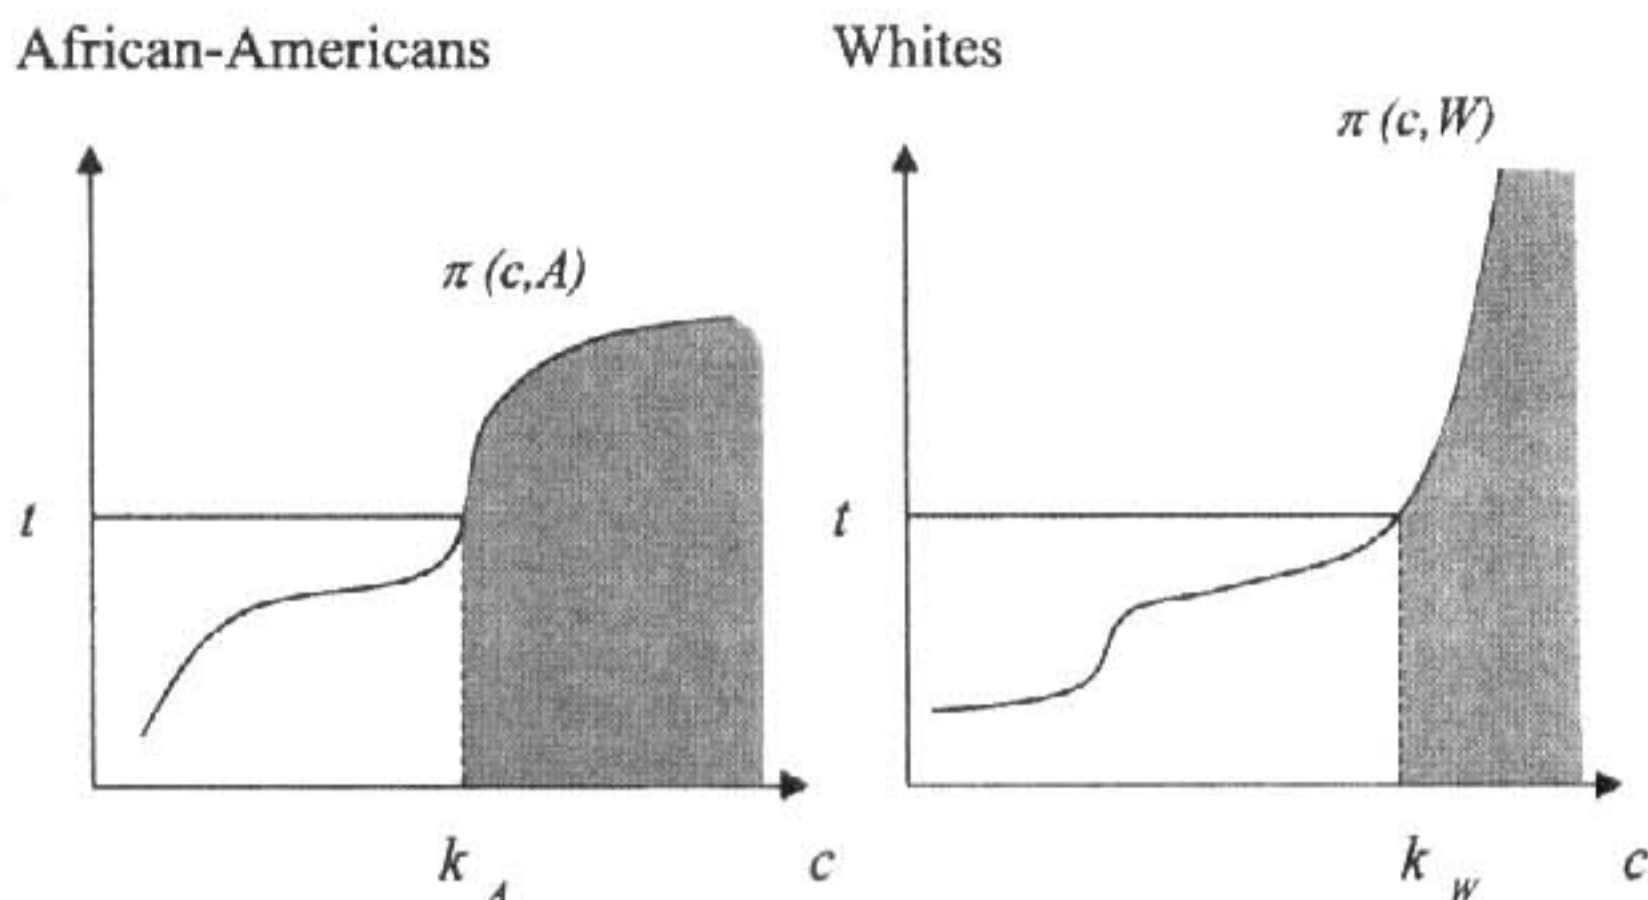 African-Americans
Whites
π (c,A)
π (c,W)
t
t
k A
c
k W
c